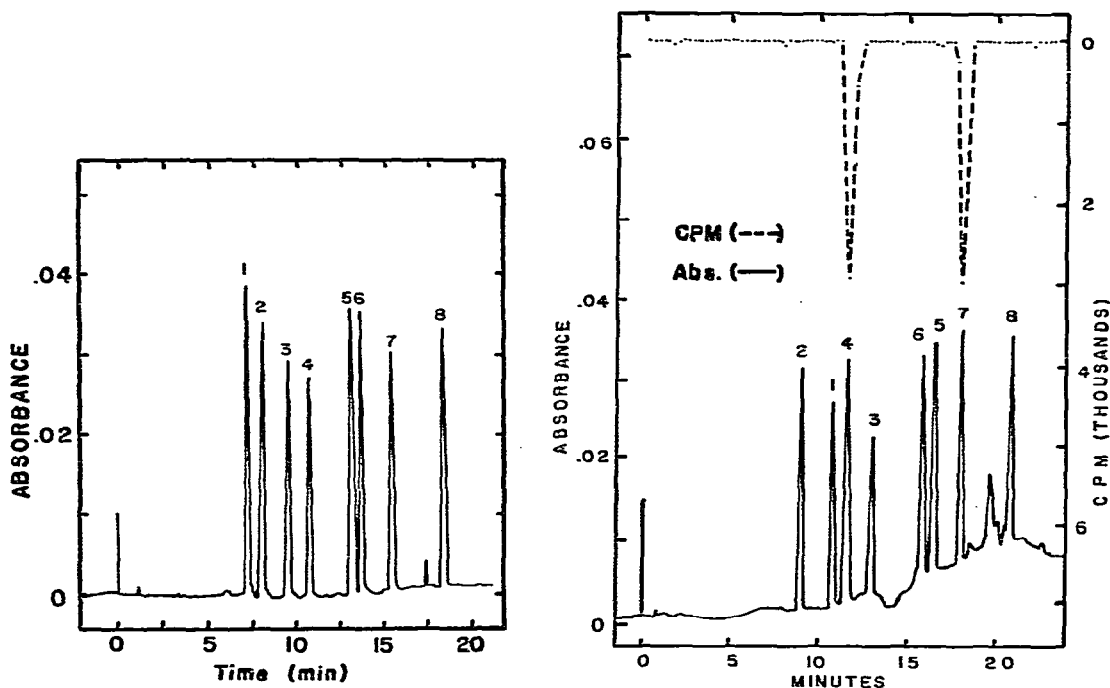 .04
.02
0
ABSORBANCE
1
2
3
4
56
7
8
0 5 10 15 20
Time (min)
.06
.04
.02
0
ABSORBANCE
CPM (---)
Abs. (—)
2
1
4
3
6
5
7
8
0
2
4
6
CPM (THOUSANDS)
0 5 10 15 20
MINUTES